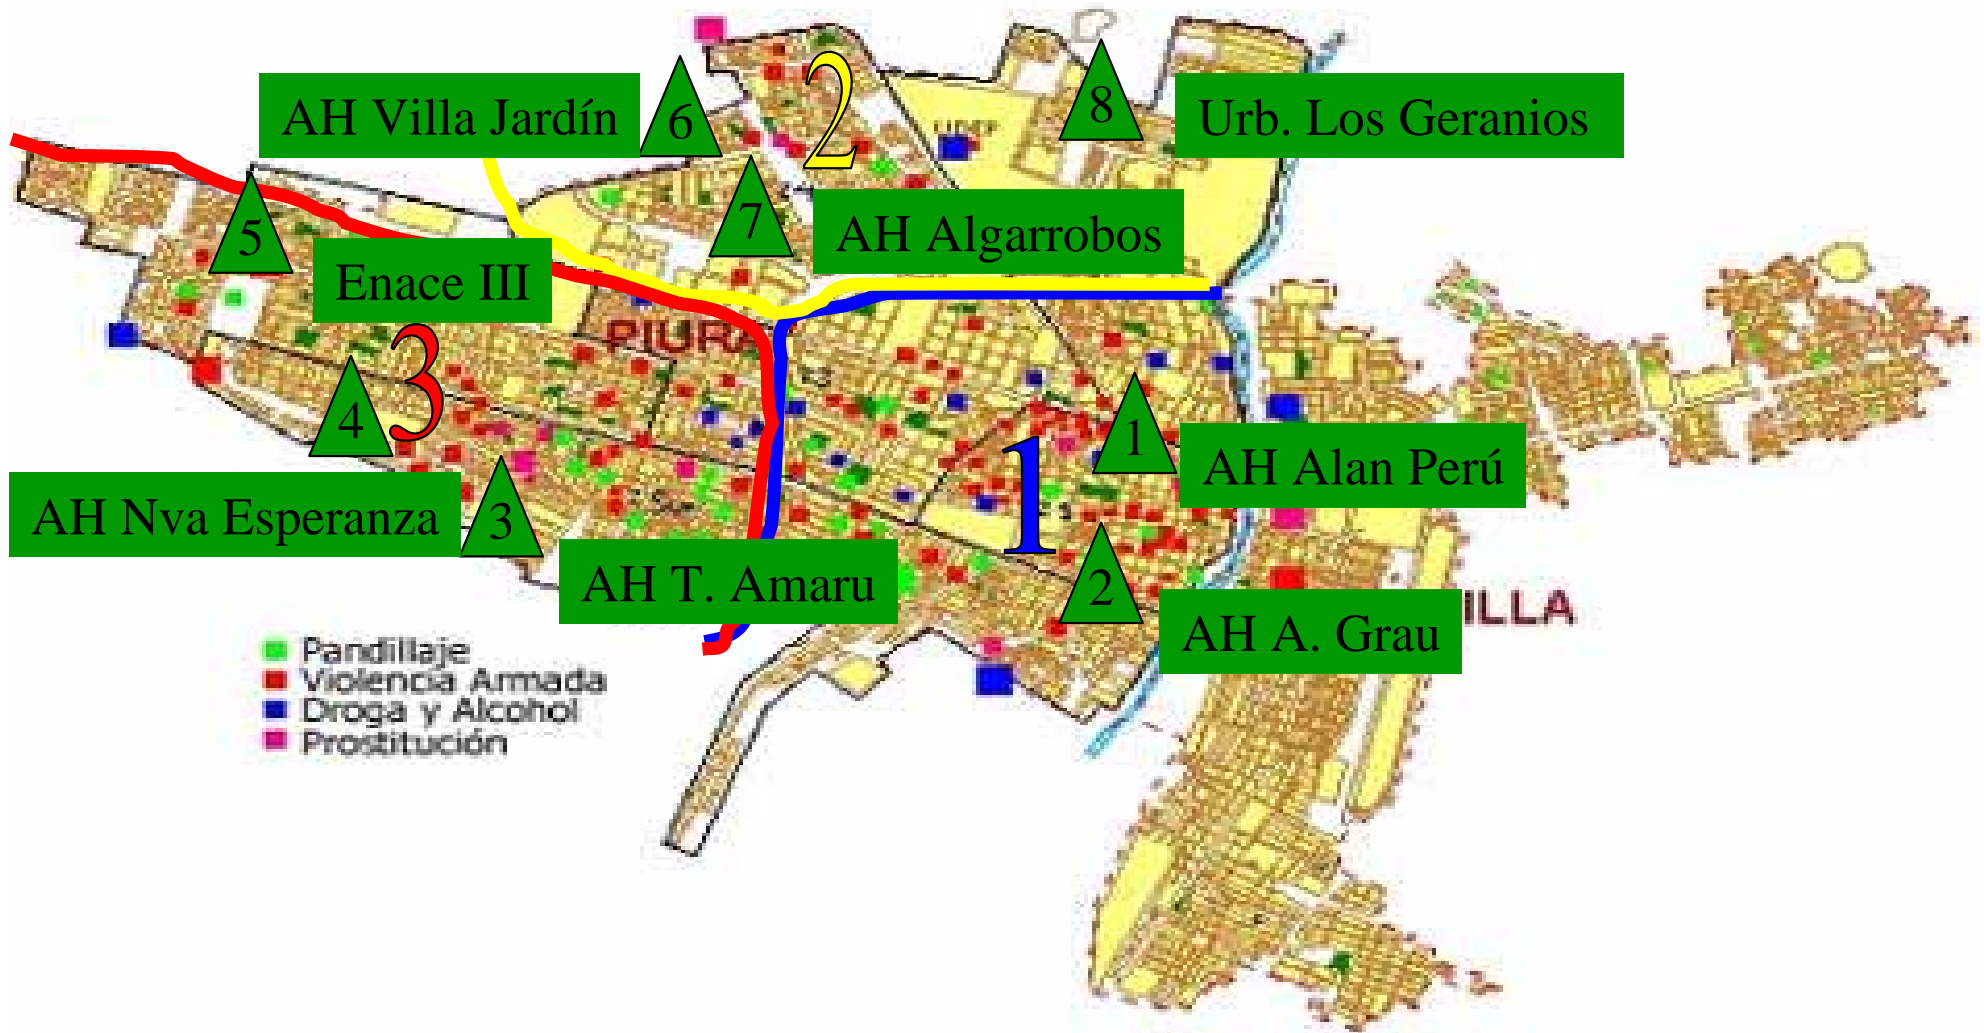 2
6
8
AH Villa Jardín
Urb. Los Geranios
5
7
AH Algarrobos
Enace III
PIURA
3
4
1
1
AH Alan Perú
AH Nva Esperanza
3
2
AH T. Amaru
AH A. Grau
ILLA
Pandillaje
Violencia Armada
Droga y Alcohol
Prostitución